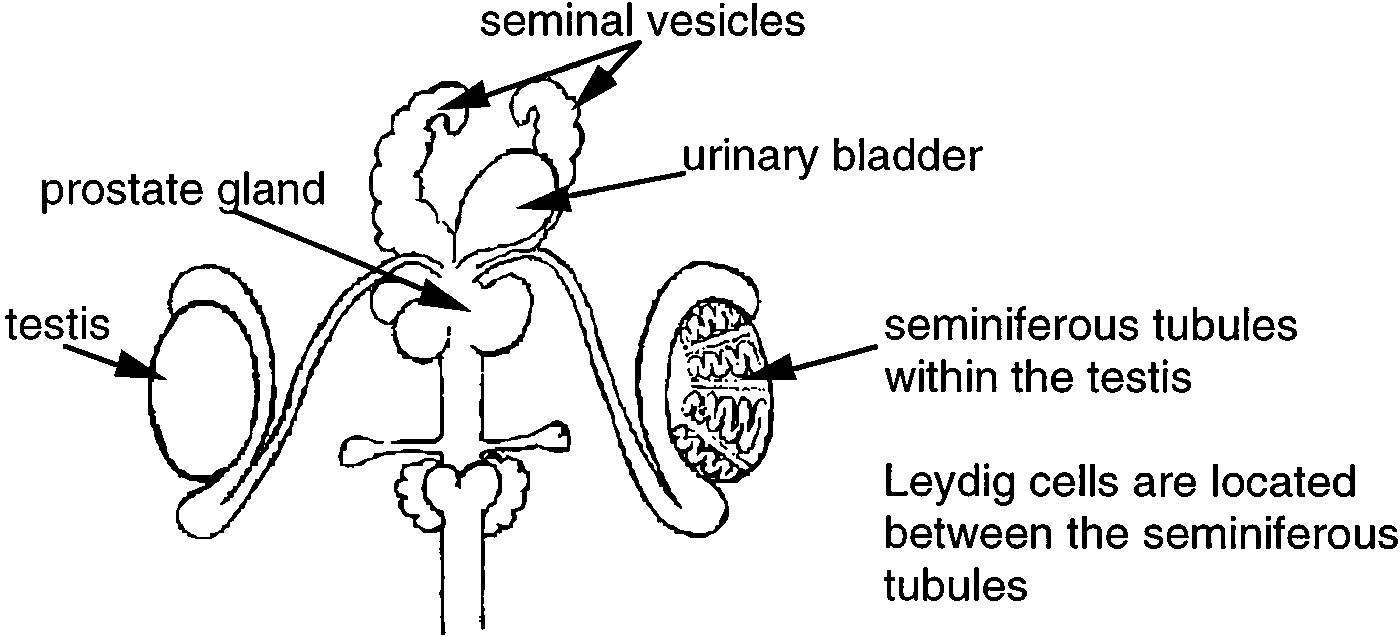 seminal vesicles
urinary bladder
prostate gland
testis
seminiferous tubules
within the testis
Leydig cells are located
between the seminiferous
tubules